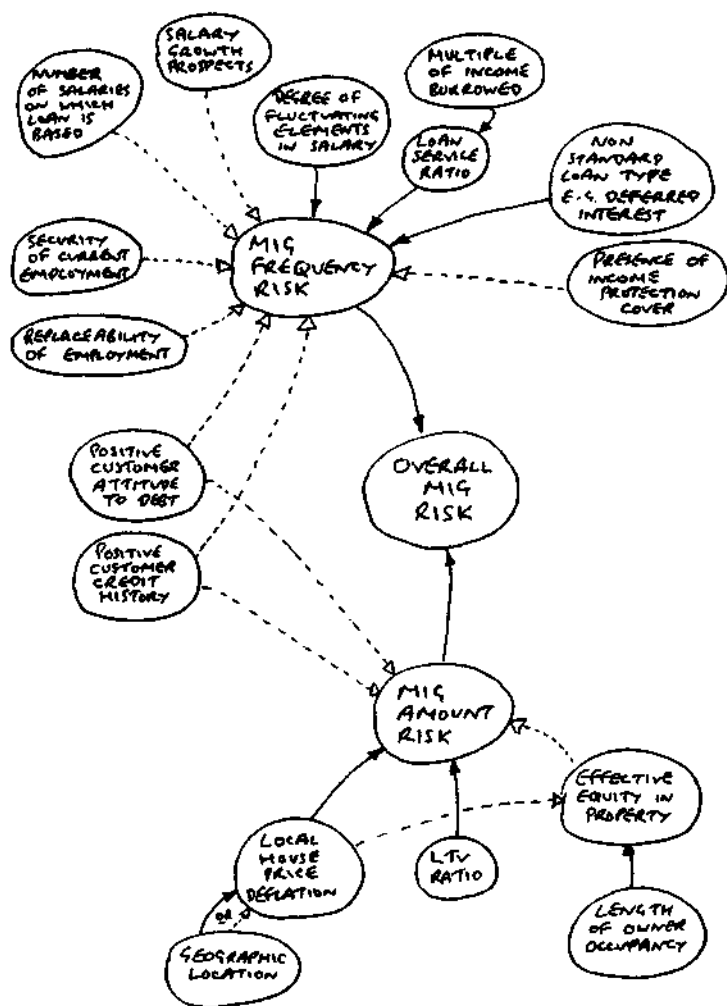 SALARY
GROWTH
PROSPECTS
MULTIPLE
OF INCOME
BORROWED
NUMBER
OF SALARIES
ON WHICH
LOAN IS
BASED
DEGREE OF
FLUCTUATING
ELEMENTS
IN SALARY
LOAN
SERVICE
RATIO
NON
STANDARD
LOAN TYPE
E.G. DEFERRED
INTEREST
SECURITY
OF CURRENT
EMPLOYMENT
MIG
FREQUENCY
RISK
PRESENCE OF
INCOME
PROTECTION
COVER
REPLACEABILITY
OF EMPLOYMENT
POSITIVE
CUSTOMER
ATTITUDE
TO DEBT
OVERALL
MIG
RISK
POSITIVE
CUSTOMER
CREDIT
HISTORY
MIG
AMOUNT
RISK
EFFECTIVE
EQUITY IN
PROPERTY
LOCAL
HOUSE
PRICE
DEFLATION
LTV
RATIO
OR
GEOGRAPHIC
LOCATION
LENGTH
OF OWNER
OCCUPANCY